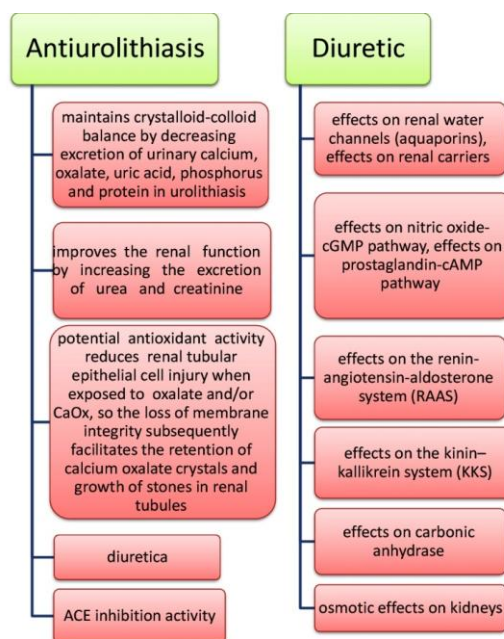 Antiurolithiasis
maintains crystalloid-colloid
balance by decreasing
excretion of urinary calcium,
oxalate, uric acid, phosphorus
and protein in urolithiasis
improves the renal function
by increasing the excretion
of urea and creatinine
potential antioxidant activity
reduces renal tubular
epithelial cell injury when
exposed to oxalate and/or
CaOx, so the loss of membrane
integrity subsequently
facilitates the retention of
calcium oxalate crystals and
growth of stones in renal
tubules
diuretica
ACE inhibition activity
Diuretic
effects on renal water
channels (aquaporins),
effects on renal carriers
effects on nitric oxide-
cGMP pathway, effects on
prostaglandin-cAMP
pathway
effects on the renin-
angiotensin-aldosterone
system (RAAS)
effects on the kinin–
kallikrein system (KKS)
effects on carbonic
anhydrase
osmotic effects on kidneys